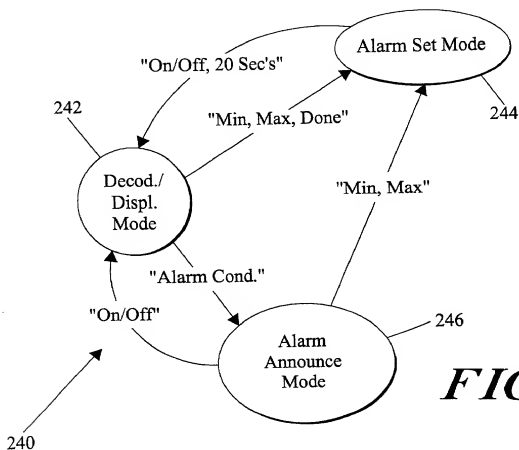 Alarm Set Mode
"On/Off, 20 Sec's"
242
244
"Min, Max, Done"
Decod./
Displ.
Mode
"Min, Max"
"Alarm Cond."
"On/Off"
246
Alarm
Announce
Mode
FIG
240